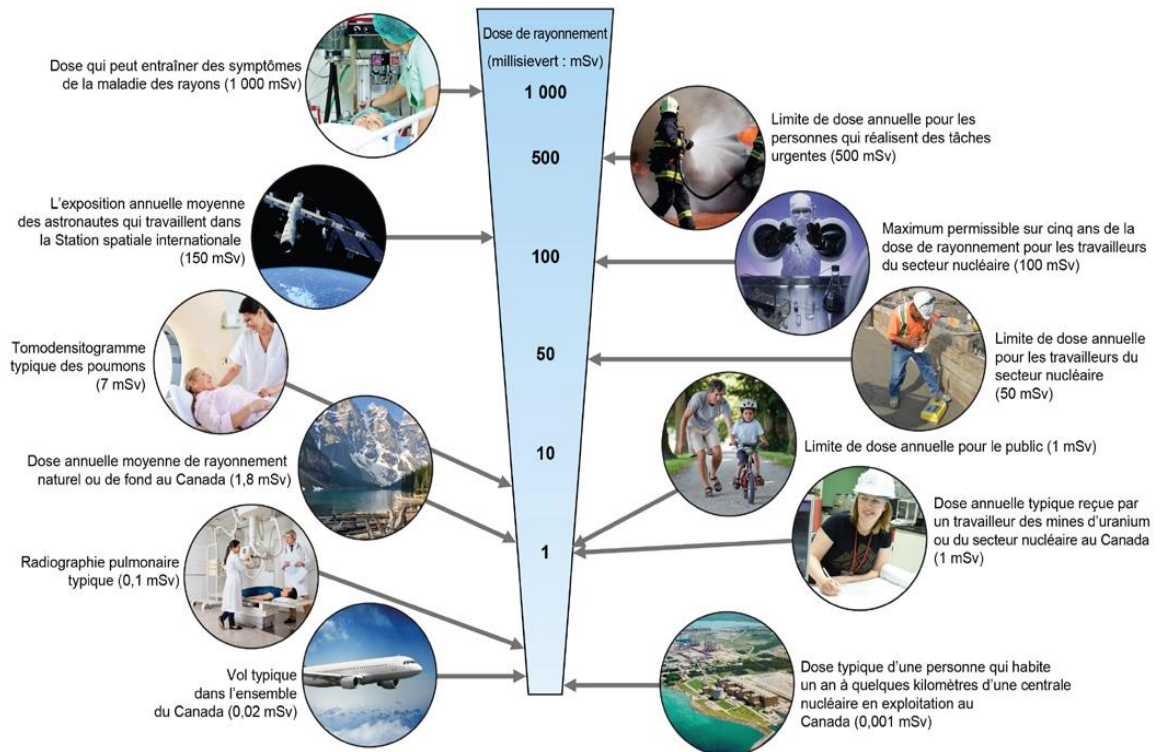 Dose de rayonnement
(millisievert : mSv)
1 000
500
100
50
10
1
Dose qui peut entraîner des symptômes
de la maladie des rayons (1 000 mSv)
L'exposition annuelle moyenne
des astronautes qui travaillent dans
la Station spatiale internationale
(150 mSv)
Tomodensitogramme
typique des poumons
(7 mSv)
Dose annuelle moyenne de rayonnement
naturel ou de fond au Canada (1,8 mSv)
Radiographie pulmonaire
typique (0,1 mSv)
Vol typique
dans l'ensemble
du Canada (0,02 mSv)
Limite de dose annuelle pour les
personnes qui réalisent des tâches
urgentes (500 mSv)
Maximum permissible sur cinq ans de la
dose de rayonnement pour les travailleurs
du secteur nucléaire (100 mSv)
Limite de dose annuelle
pour les travailleurs du
secteur nucléaire
(50 mSv)
Limite de dose annuelle pour le public (1 mSv)
Dose annuelle typique reçue par
un travailleur des mines d'uranium
ou du secteur nucléaire au Canada
(1 mSv)
Dose typique d'une personne qui habite
un an à quelques kilomètres d'une centrale
nucléaire en exploitation au
Canada (0,001 mSv)